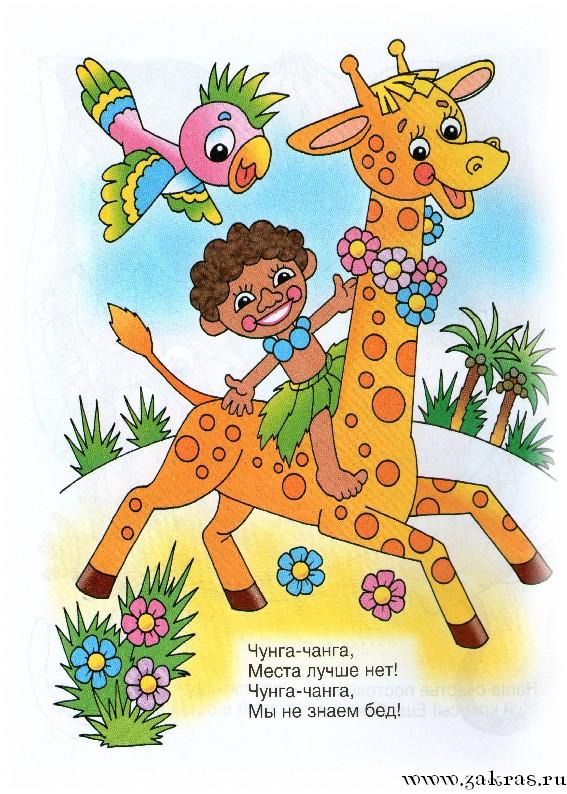 Чунга-чанга,
Места лучше нет!
Чунга-чанга,
Мы не знаем бед!
www.zakras.ru